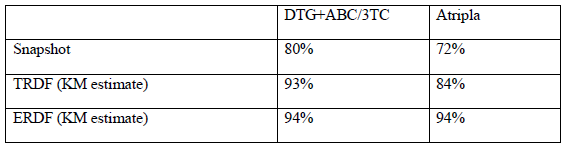 DTG+ABC/3TC Atripla
Snapshot 80% 72%
TRDF (KM estimate) 93% 84%
ERDF (KM estimate) 94% 94%